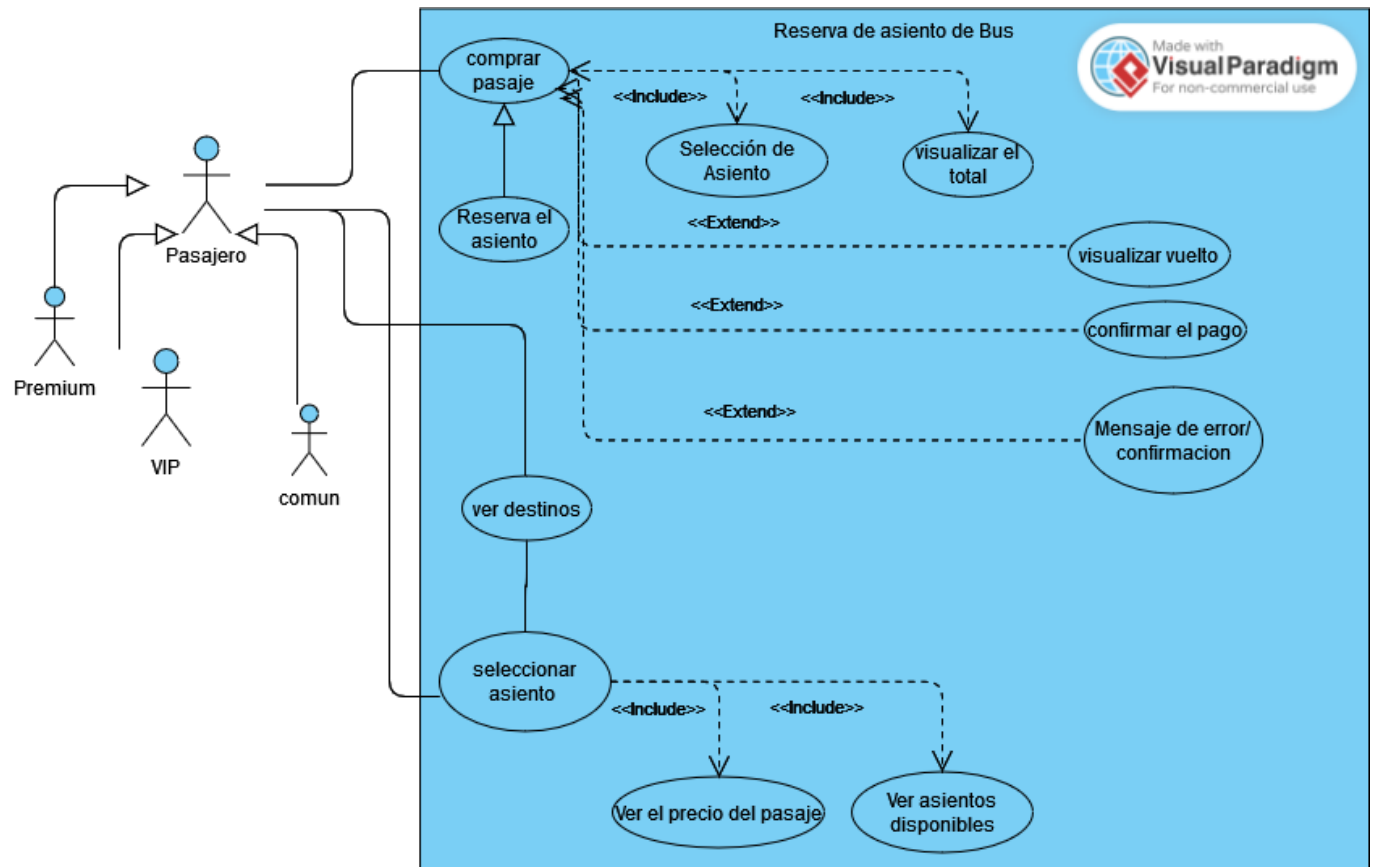 Reserva de asiento de Bus
Made with
Visual Paradigm
For non-commercial use
comprar
pasaje
<<Include>>
<<Include>>
Selección de
Asiento
visualizar el
total
Reserva el
asiento
<<Extend>>
visualizar vuelto
Pasajero
<<Extend>>
confirmar el pago
Premium
VIP
comun
<<Extend>>
Mensaje de error/
confirmacion
ver destinos
seleccionar
asiento
<<Include>>
<<Include>>
Ver el precio del pasaje
Ver asientos
disponibles